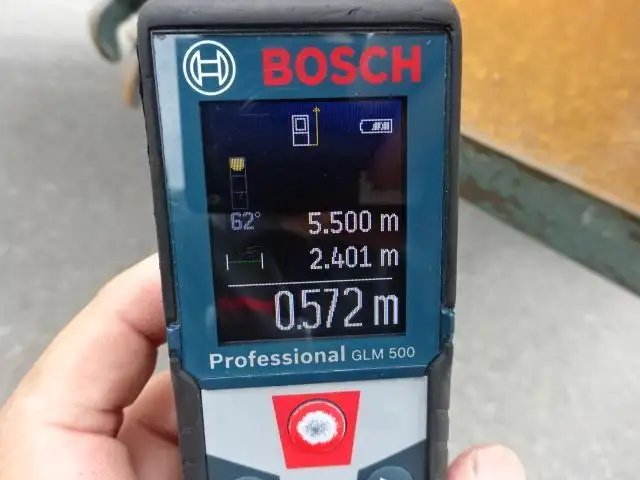 BOSCH
62°
5.500 m
2.401 m
0.572 m
Professional GLM 500